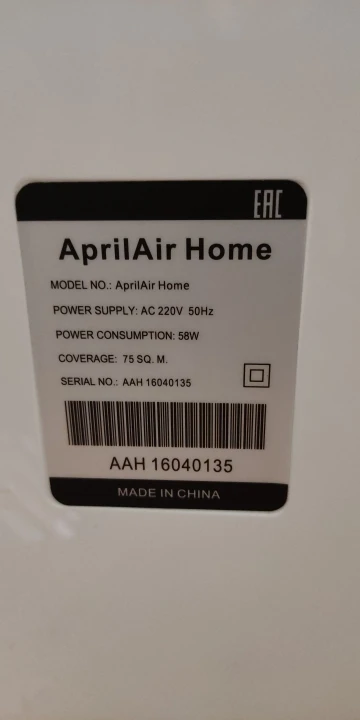 EAC
AprilAir Home
MODEL NO.: AprilAir Home
POWER SUPPLY: AC 220V 50Hz
POWER CONSUMPTION: 58W
COVERAGE: 75 SQ. M.
SERIAL NO.: AAH 16040135
AAH 16040135
MADE IN CHINA